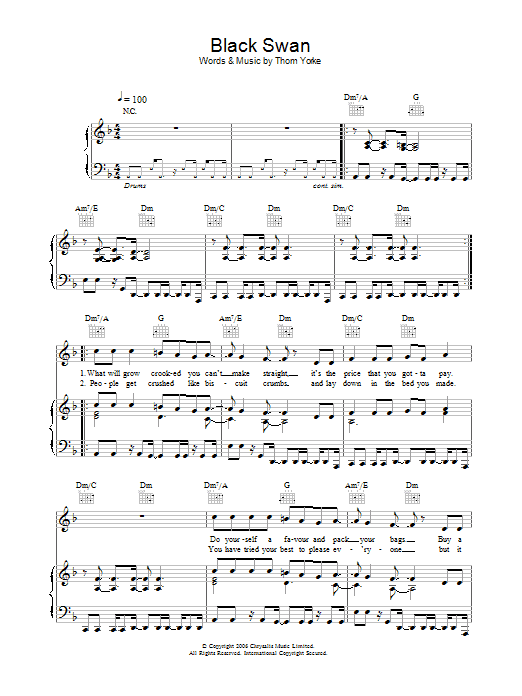 Black Swan
Words & Music by Thom Yorke
♩ = 100
N.C.
Dm7/A G
Drums cont. sim.
Am7/E Dm Dm/C Dm Dm/C Dm
Dm7/A G Am7/E Dm Dm/C Dm
1. What will grow crook-ed you can't make straight, it's the price that you got-ta pay.
2. Peo-ple get crushed like bis-cuit crumbs and lay down in the bed you made.
Dm/C Dm Dm7/A G Am7/E Dm
Do your-self a fa-vour and pack your bags. Buy a
You have tried your best to please ev-'ry-one but it
© Copyright 2006 Chrysalis Music Limited.
All Rights Reserved. International Copyright Secured.